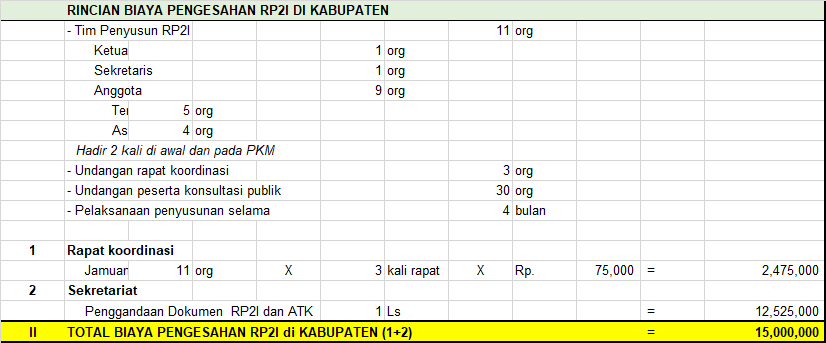 RINCIAN BIAYA PENGESAHAN RP2I DI KABUPATEN
- Tim Penyusun RP2I 11 org
Ketua 1 org
Sekretaris 1 org
Anggota 9 org
Ter 5 org
As 4 org
Hadir 2 kali di awal dan pada PKM
- Undangan rapat koordinasi 3 org
- Undangan peserta konsultasi publik 30 org
- Pelaksanaan penyusunan selama 4 bulan
1 Rapat koordinasi
Jamuan 11 org X 3 kali rapat X Rp. 75,000 = 2,475,000
2 Sekretariat
Penggandaan Dokumen RP2I dan ATK 1 Ls = 12,525,000
II TOTAL BIAYA PENGESAHAN RP2I di KABUPATEN (1+2) = 15,000,000